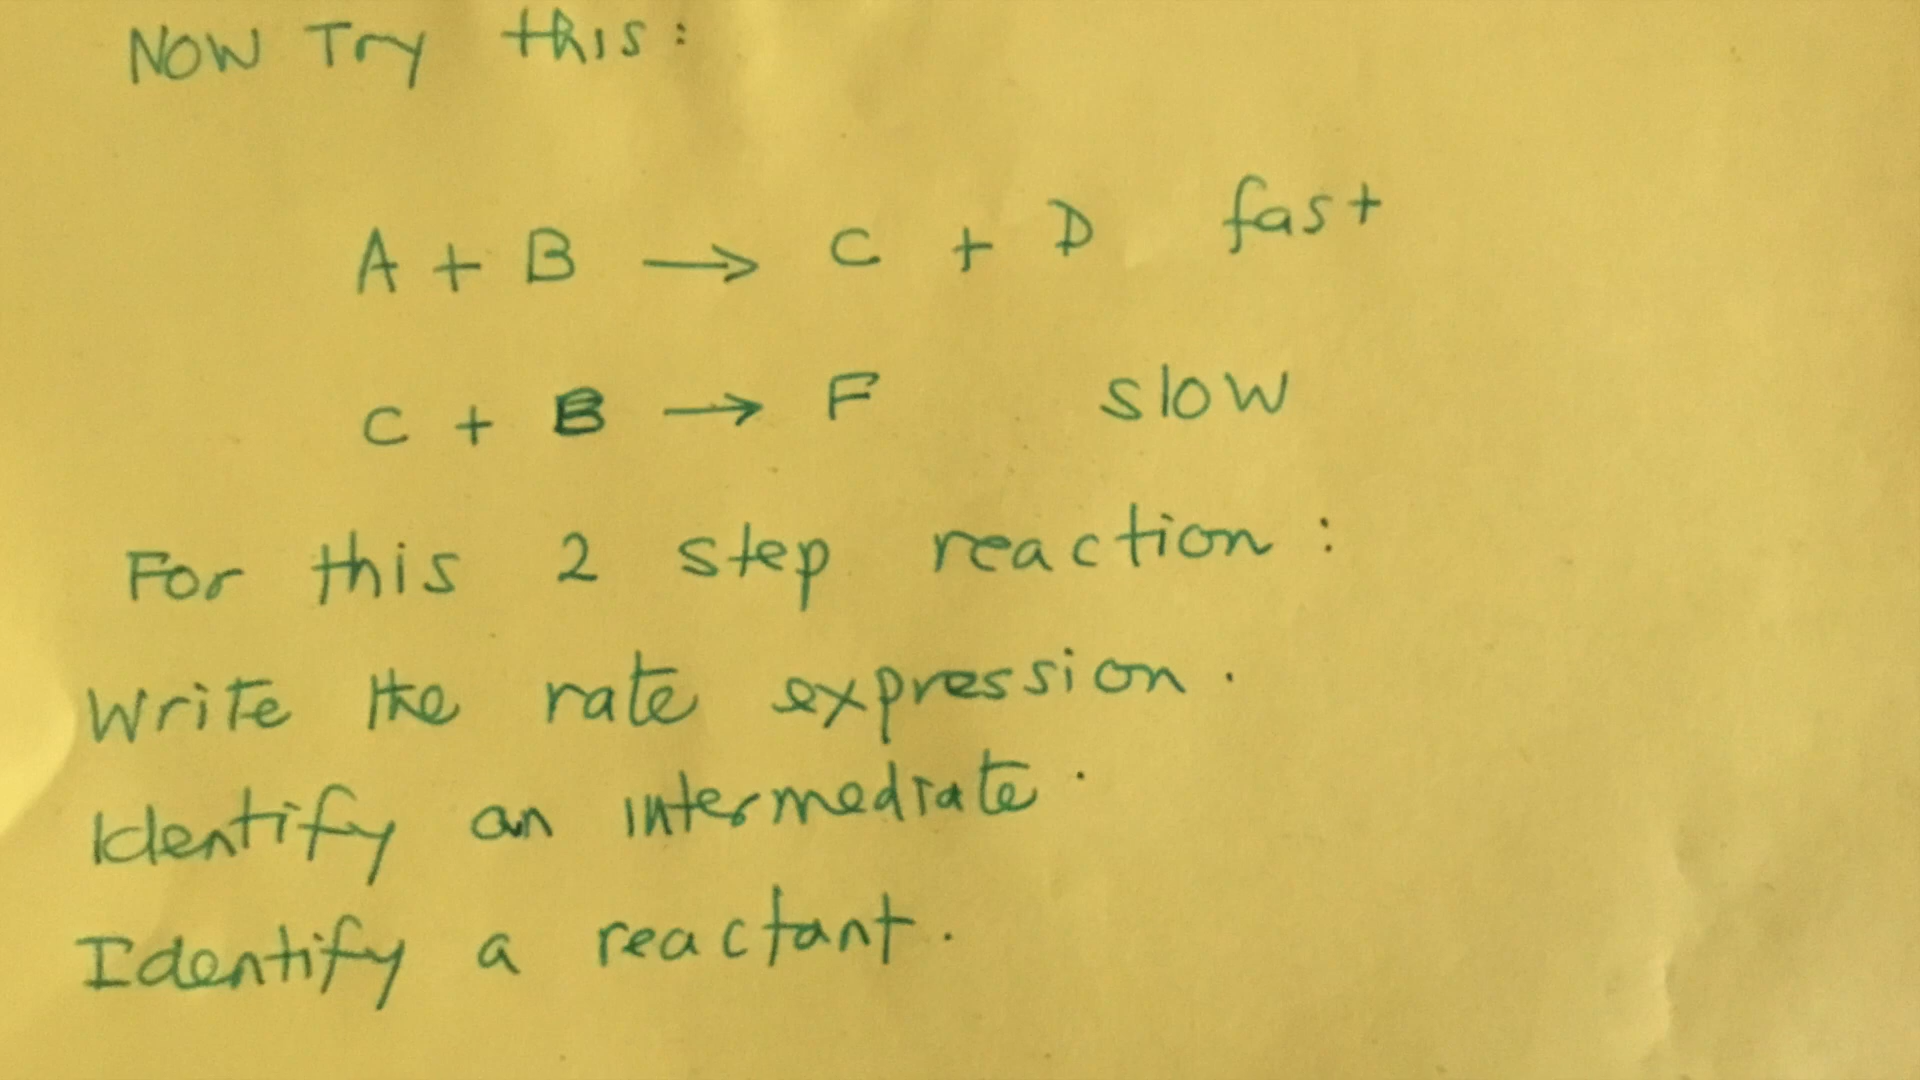 Now Try this:
A + B → C + D fast
C + B → F slow
For this 2 step reaction:
Write the rate expression.
Identify an intermediate.
Identify a reactant.